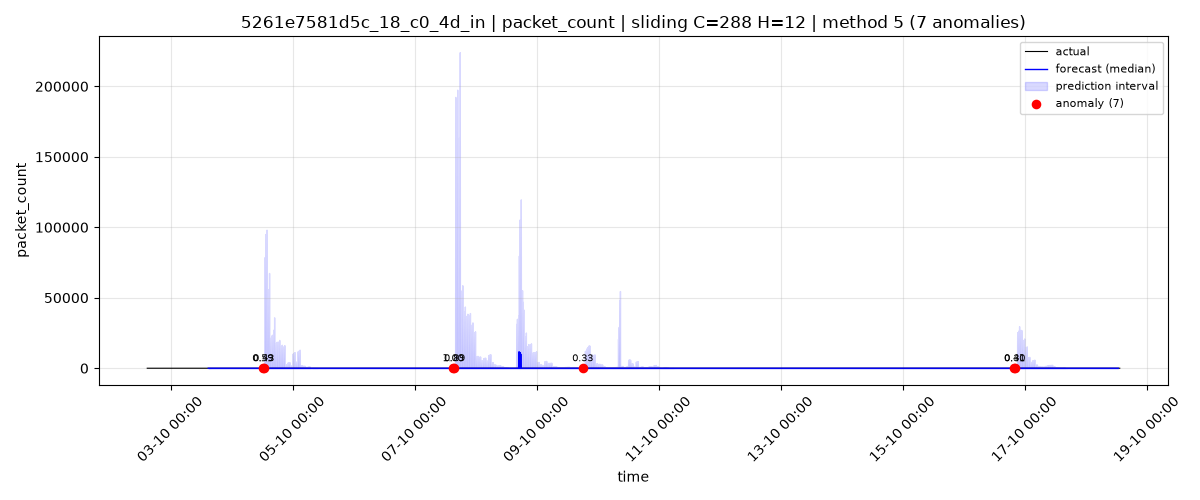 5261e7581d5c_18_c0_4d_in | packet_count | sliding C=288 H=12 | method 5 (7 anomalies)
actual
forecast (median)
prediction interval
anomaly (7)
packet_count
200000
150000
100000
50000
0
0.33
03-10 00:00
05-10 00:00
07-10 00:00
09-10 00:00
11-10 00:00
13-10 00:00
15-10 00:00
17-10 00:00
19-10 00:00
time